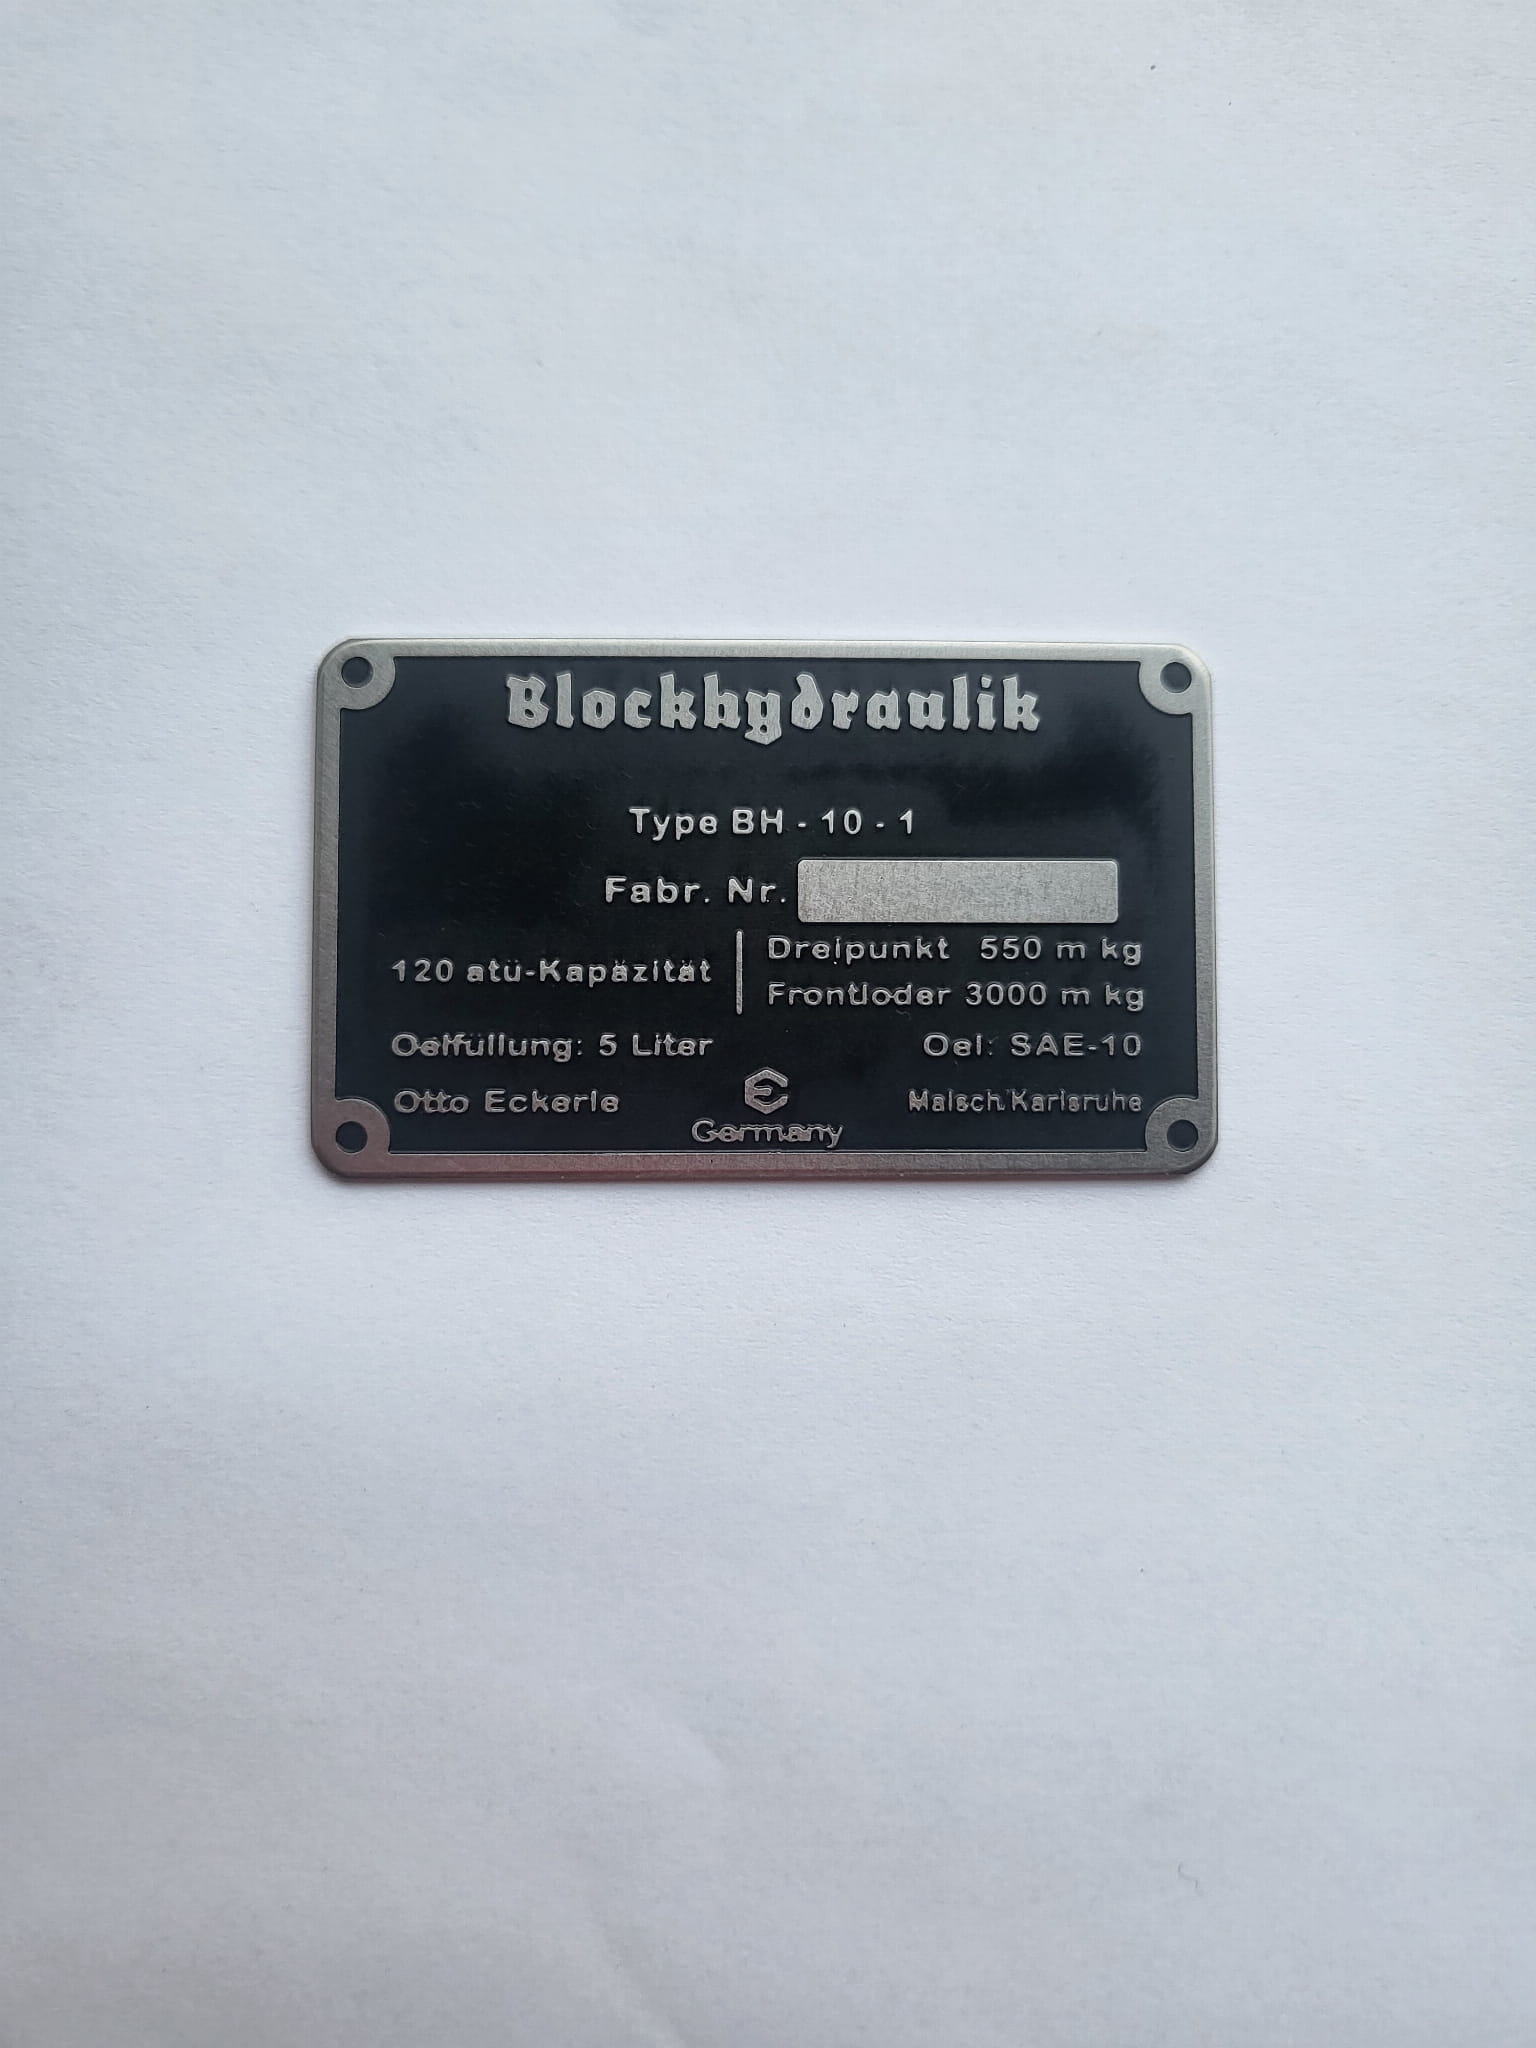 Blockhydraulik
Type BH - 10 - 1
Fabr. Nr.
120 atü-Kapäzität
Dreipunkt 550 m kg
Frontloder 3000 m kg
Oelfüllung: 5 Liter
Oel: SAE-10
Otto Eckerle
Malsch/Karlsruhe
Germany